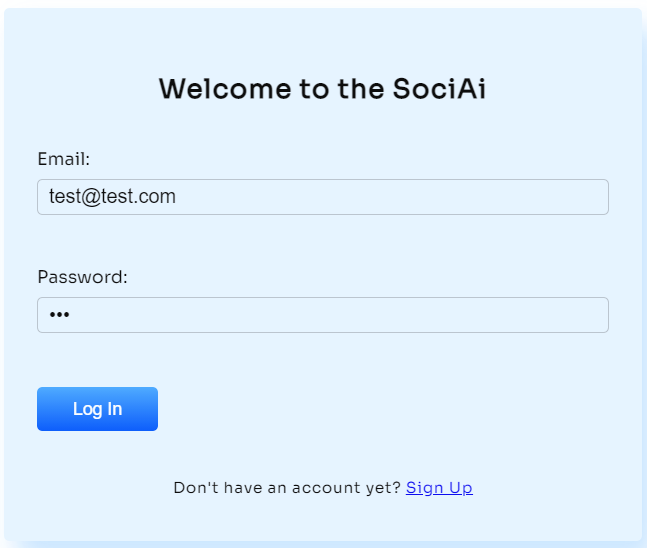 Welcome to the SociAi
Email:
test@test.com
Password:
•••
Log In
Don't have an account yet? Sign Up